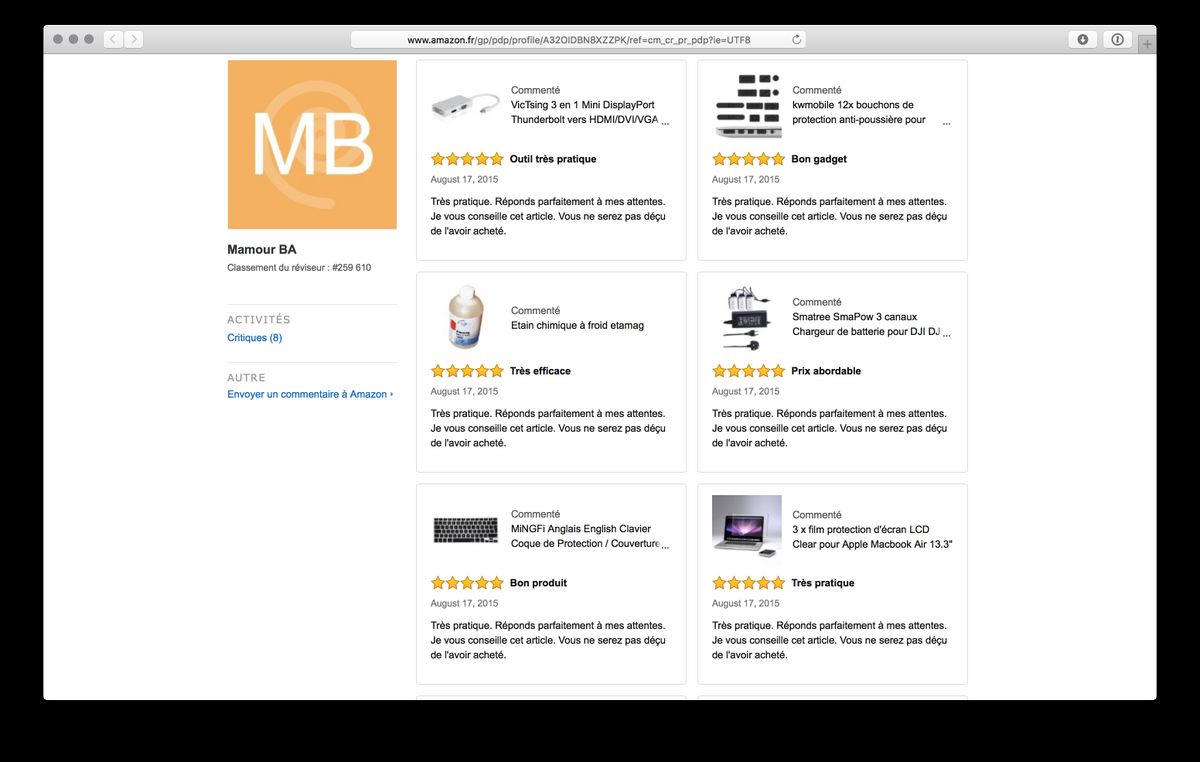 www.amazon.fr/gp/pdp/profile/A32OIDBN8XZZPK/ref=cm_cr_pr_pdp?ie=UTF8
MB
Mamour BA
Classement du réviseur : #259 610
ACTIVITÉS
Critiques (8)
AUTRE
Envoyer un commentaire à Amazon ›
Commenté
VicTsing 3 en 1 Mini DisplayPort
Thunderbolt vers HDMI/DVI/VGA ...
Outil très pratique
August 17, 2015
Très pratique. Réponds parfaitement à mes attentes.
Je vous conseille cet article. Vous ne serez pas déçu
de l'avoir acheté.
Commenté
kwmobile 12x bouchons de
protection anti-poussière pour ...
Bon gadget
August 17, 2015
Très pratique. Réponds parfaitement à mes attentes.
Je vous conseille cet article. Vous ne serez pas déçu
de l'avoir acheté.
Commenté
Etain chimique à froid etamag
Très efficace
August 17, 2015
Très pratique. Réponds parfaitement à mes attentes.
Je vous conseille cet article. Vous ne serez pas déçu
de l'avoir acheté.
Commenté
Smatree SmaPow 3 canaux
Chargeur de batterie pour DJI DJ ...
Prix abordable
August 17, 2015
Très pratique. Réponds parfaitement à mes attentes.
Je vous conseille cet article. Vous ne serez pas déçu
de l'avoir acheté.
Commenté
MiNGFi Anglais English Clavier
Coque de Protection / Couverture ...
Bon produit
August 17, 2015
Très pratique. Réponds parfaitement à mes attentes.
Je vous conseille cet article. Vous ne serez pas déçu
de l'avoir acheté.
Commenté
3 x film protection d'écran LCD
Clear pour Apple Macbook Air 13.3"
Très pratique
August 17, 2015
Très pratique. Réponds parfaitement à mes attentes.
Je vous conseille cet article. Vous ne serez pas déçu
de l'avoir acheté.